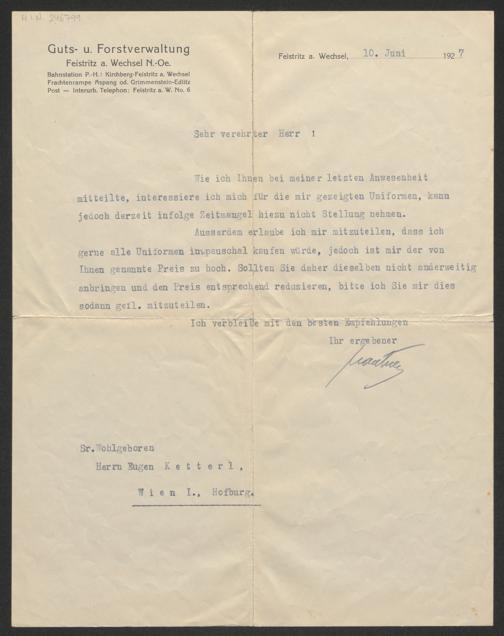 H.I.N. 246799
Guts- u. Forstverwaltung
Feistritz a. Wechsel N.-Oe.
Bahnstation P.-H.: Kirchberg-Feistritz a. Wechsel
Frachtenrampe Aspang od. Grimmenstein-Edlitz
Post — Interurb. Telephon: Feistritz a. W. No. 6
Feistritz a. Wechsel, 10. Juni 1927
Sehr verehrter Herr !
Wie ich Ihnen bei meiner letzten Anwesenheit
mitteilte, interessiere ich mich für die mir gezeigten Uniformen, kann
jedoch derzeit infolge Zeitmangel hiezu nicht Stellung nehmen.
Ausserdem erlaube ich mir mitzuteilen, dass ich
gerne alle Uniformen in pauschal kaufen würde, jedoch ist mir der von
Ihnen genannte Preis zu hoch. Sollten Sie daher dieselben nicht anderweitig
anbringen und den Preis entsprechend reduzieren, bitte ich Sie mir dies
sodann gefl. mitzuteilen.
Ich verbleibe mit den besten Empfehlungen
Ihr ergebener
Sr.Wohlgeboren
Herrn Eugen K e t t e r l ,
W i e n I., Hofburg.